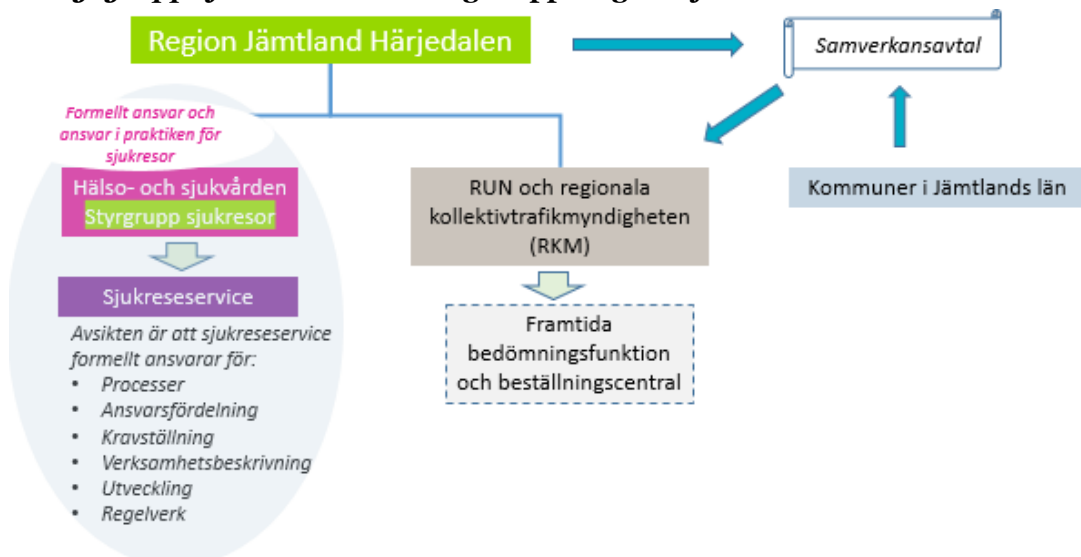 Region Jämtland Härjedalen
Samverkansavtal
Formellt ansvar och
ansvar i praktiken för
sjukresor
Hälso- och sjukvården
Styrgrupp sjukresor
RUN och regionala
kollektivtrafikmyndigheten
(RKM)
Kommuner i Jämtlands län
Sjukreseservice
Avsikten är att sjukreseservice
formellt ansvarar för:
• Processer
• Ansvarsfördelning
• Kravställning
• Verksamhetsbeskrivning
• Utveckling
• Regelverk
Framtida
bedömningsfunktion
och beställningscentral